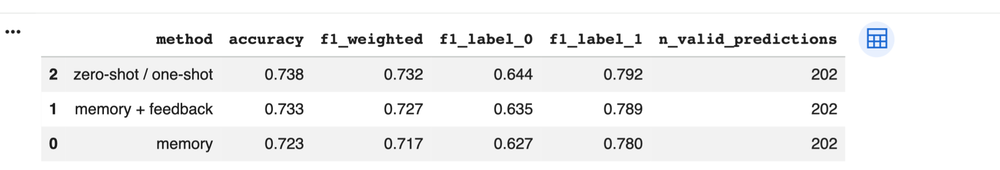 ... method accuracy f1_weighted f1_label_0 f1_label_1 n_valid_predictions
2 zero-shot / one-shot 0.738 0.732 0.644 0.792 202
1 memory + feedback 0.733 0.727 0.635 0.789 202
0 memory 0.723 0.717 0.627 0.780 202